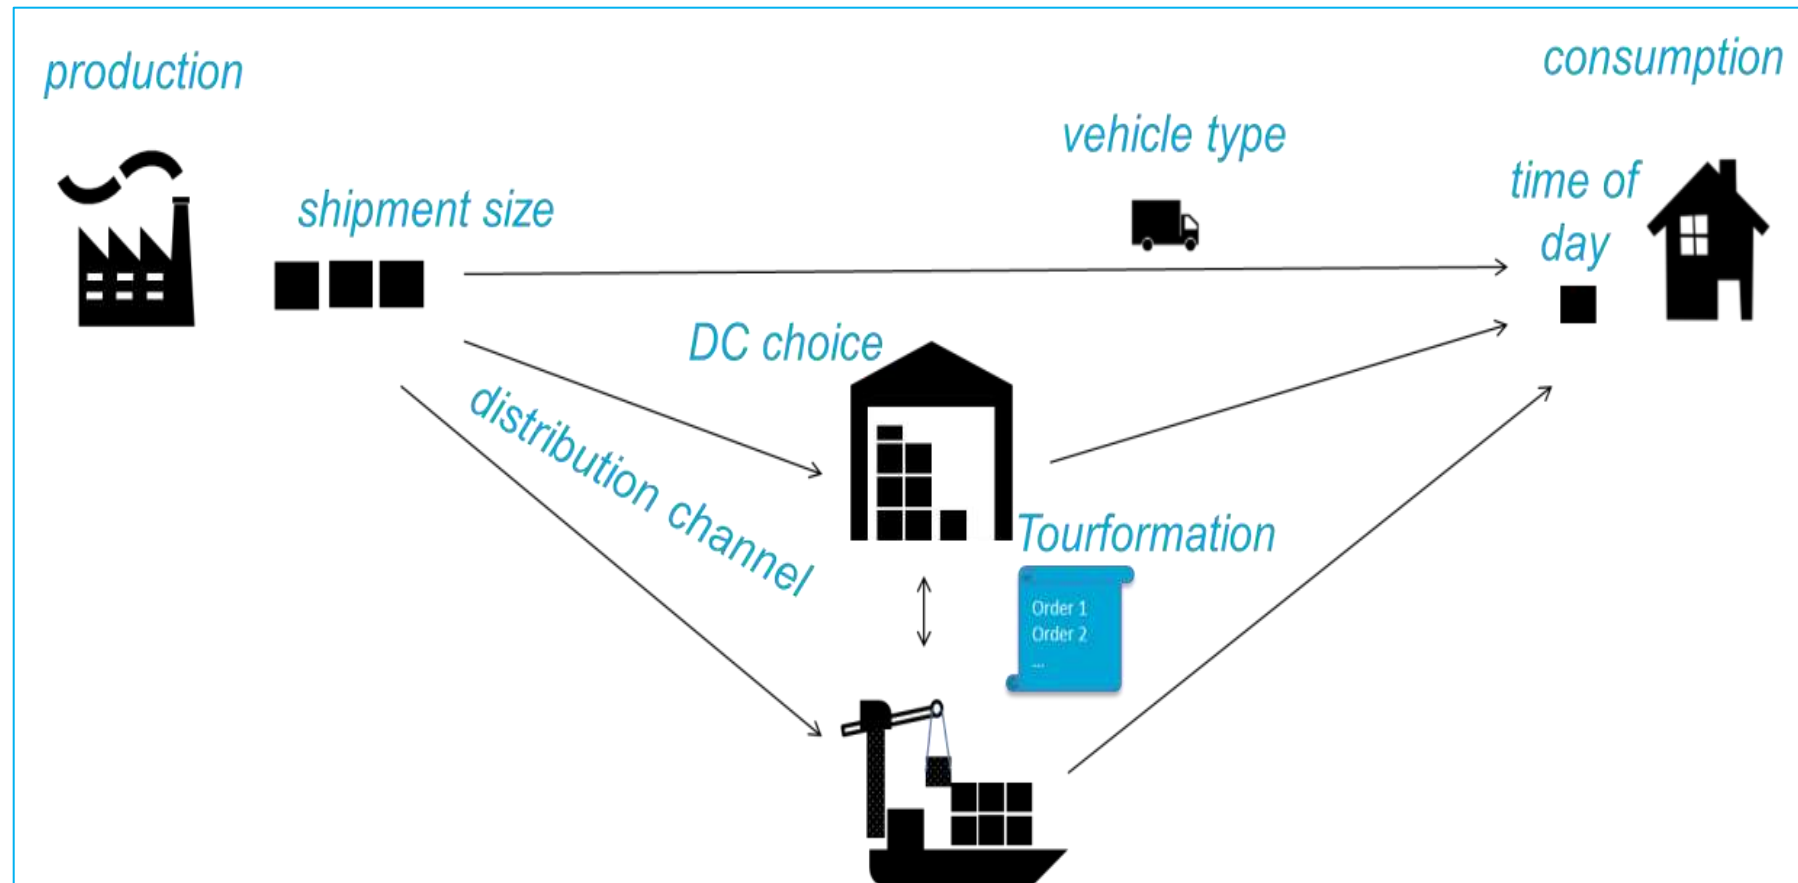 production
consumption
vehicle type
time of
day
shipment size
DC choice
distribution channel
Tourformation
Order 1
Order 2
...